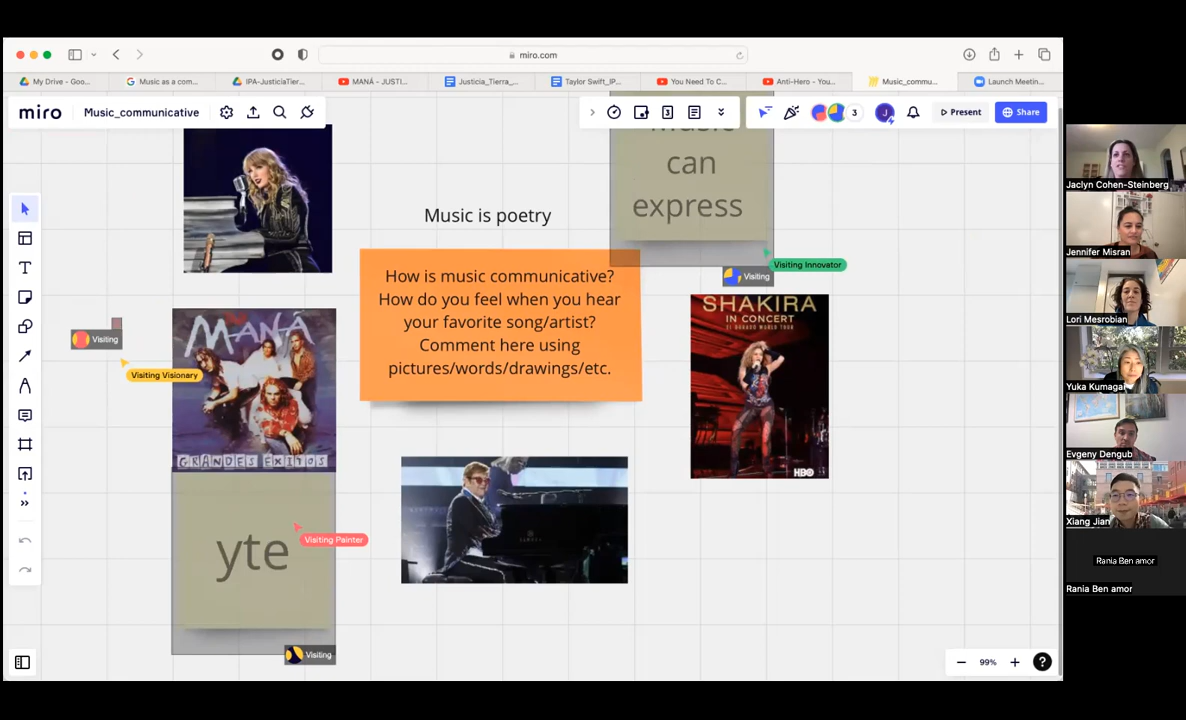 miro.com
My Drive - Goo...
Music as a com...
IPA-JusticiaTier...
MANÁ - JUSTI...
Justicia_Tierra_...
Taylor Swift_IP...
You Need To C...
Anti-Hero - You...
Music_commu...
Launch Meetin...
miro
Music_communicative
3
3
J
Present
Share
Music
can
express
Music is poetry
How is music communicative?
How do you feel when you hear
your favorite song/artist?
Comment here using
pictures/words/drawings/etc.
Visiting Innovator
Visiting
Visiting
Visiting Visionary
MANÁ
GRANDES ÉXITOS
SHAKIRA
IN CONCERT
EL DORADO WORLD TOUR
HBO
yte
Visiting Painter
Visiting
99%
?
Jaclyn Cohen-Steinberg
Jennifer Misran
Lori Mesrobian
Yuka Kumagai
Evgeny Dengub
Xiang Jian
Rania Ben amor
Rania Ben amor